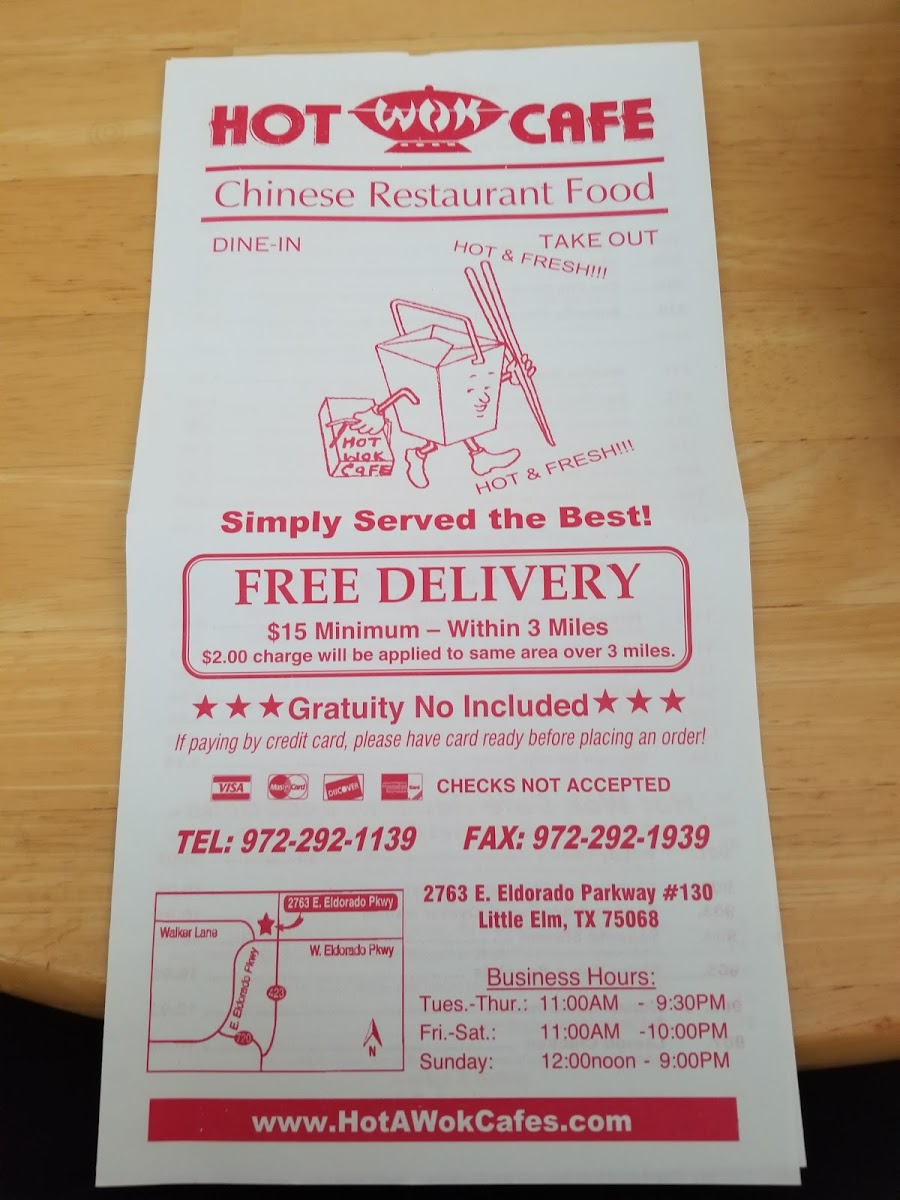 HOT WOK CAFE
Chinese Restaurant Food
DINE-IN
TAKE OUT
HOT & FRESH!!!
HOT
WOK
CAFE
HOT & FRESH!!!
Simply Served the Best!
FREE DELIVERY
$15 Minimum – Within 3 Miles
$2.00 charge will be applied to same area over 3 miles.
★★★Gratuity No Included★★★
If paying by credit card, please have card ready before placing an order!
VISA MasterCard DISCOVER
CHECKS NOT ACCEPTED
TEL: 972-292-1139 FAX: 972-292-1939
2763 E. Eldorado Pkwy
Walker Lane
W. Eldorado Pkwy
E. Eldorado Pkwy
423
720
N
2763 E. Eldorado Parkway #130
Little Elm, TX 75068
Business Hours:
Tues.-Thur.: 11:00AM - 9:30PM
Fri.-Sat.: 11:00AM -10:00PM
Sunday: 12:00noon - 9:00PM
www.HotAWokCafes.com